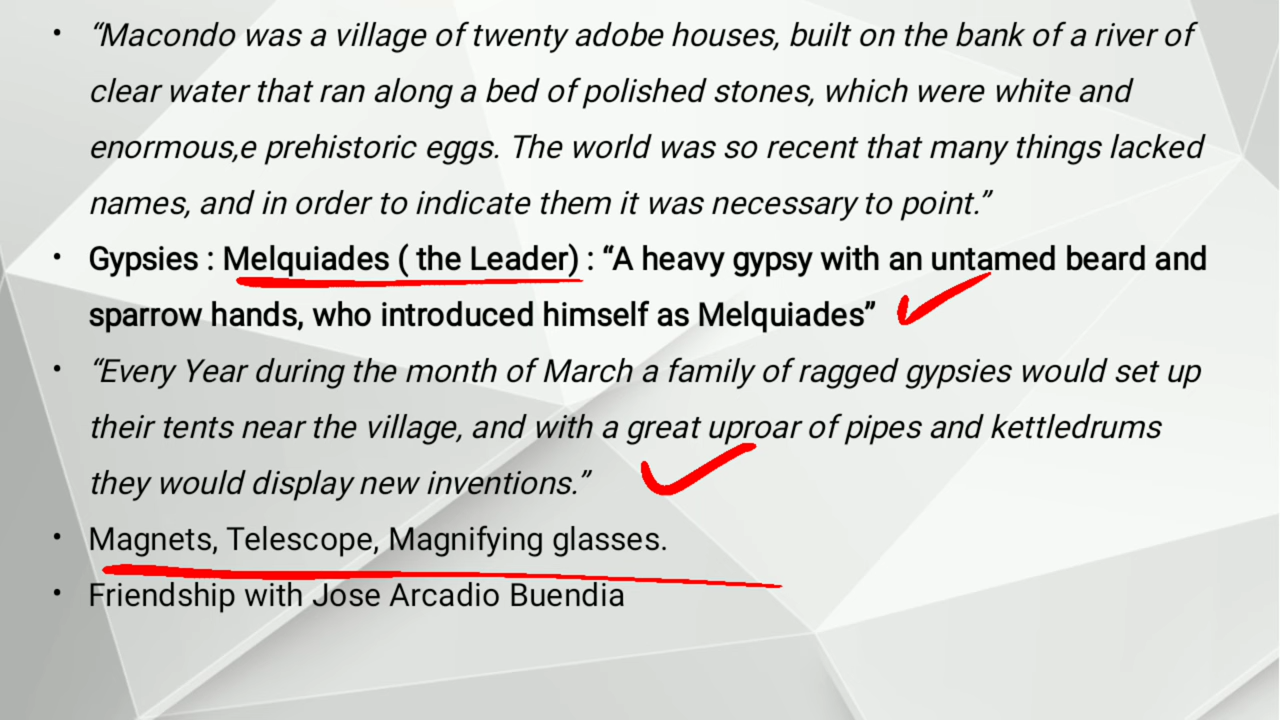 • “Macondo was a village of twenty adobe houses, built on the bank of a river of
clear water that ran along a bed of polished stones, which were white and
enormous,e prehistoric eggs. The world was so recent that many things lacked
names, and in order to indicate them it was necessary to point.”
• Gypsies : Melquiades ( the Leader) : “A heavy gypsy with an untamed beard and
sparrow hands, who introduced himself as Melquiades”
• “Every Year during the month of March a family of ragged gypsies would set up
their tents near the village, and with a great uproar of pipes and kettledrums
they would display new inventions.”
• Magnets, Telescope, Magnifying glasses.
• Friendship with Jose Arcadio Buendia